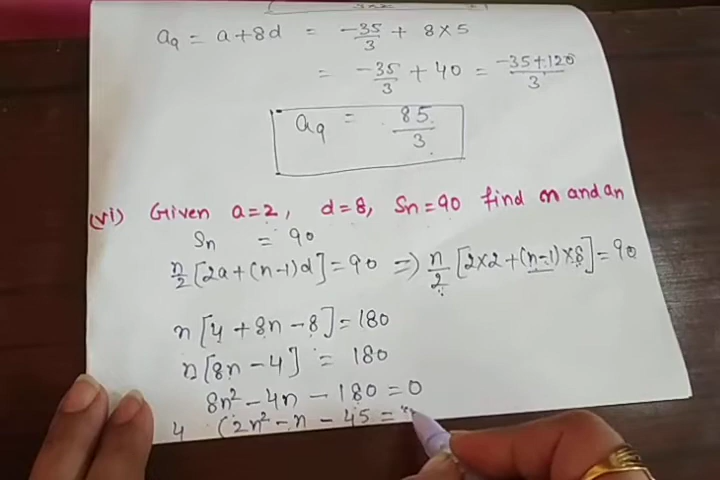 a₉ = a+8d = -35/3 + 8×5
= -35/3 + 40 = -35+120/3
a₉ = 85/3
(vi) Given a=2, d=8, Sn=90 find n and an
Sn = 90
n/2 [2a+(n-1)d] = 90 => n/2 [2×2+(n-1)×8] = 90
n[4+8n-8] = 180
n[8n-4] = 180
8n² - 4n - 180 = 0
4 (2n² - n - 45 =